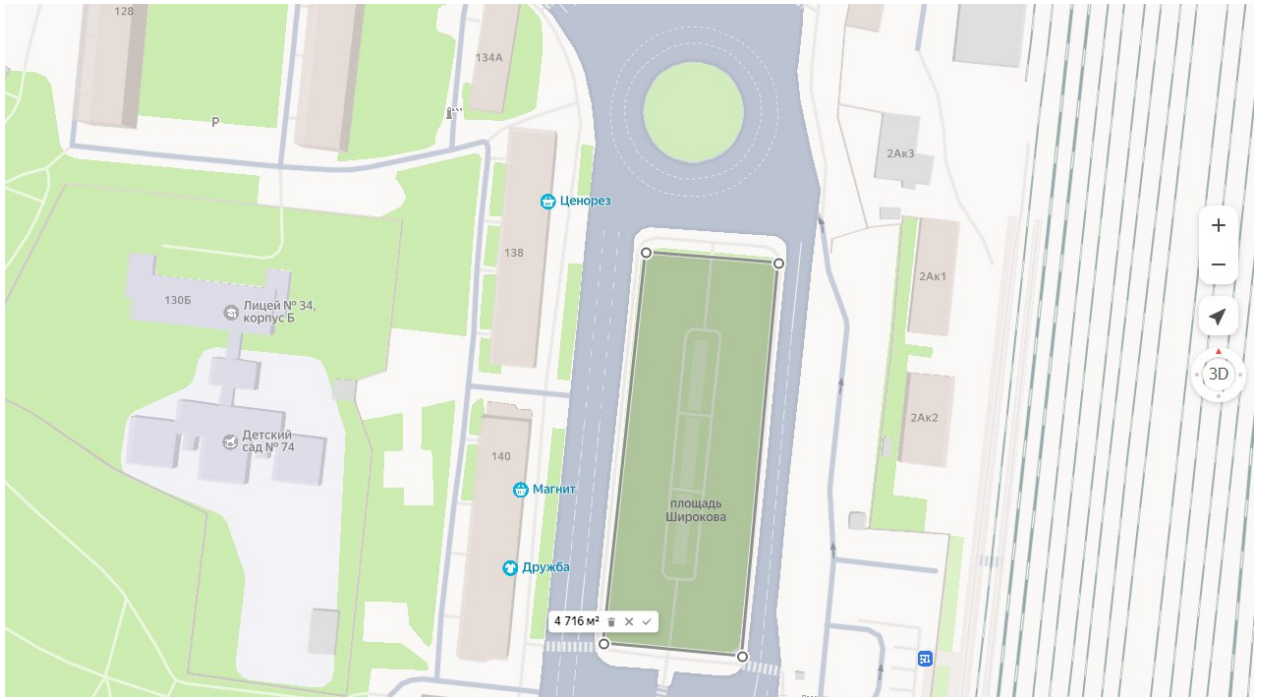 128
134А
P
2Ак3
Ценорез
138
2Ак1
130Б
Лицей № 34,
корпус Б
3D
2Ак2
Детский
сад № 74
140
Магнит
площадь
Широкова
Дружба
4 716 м²